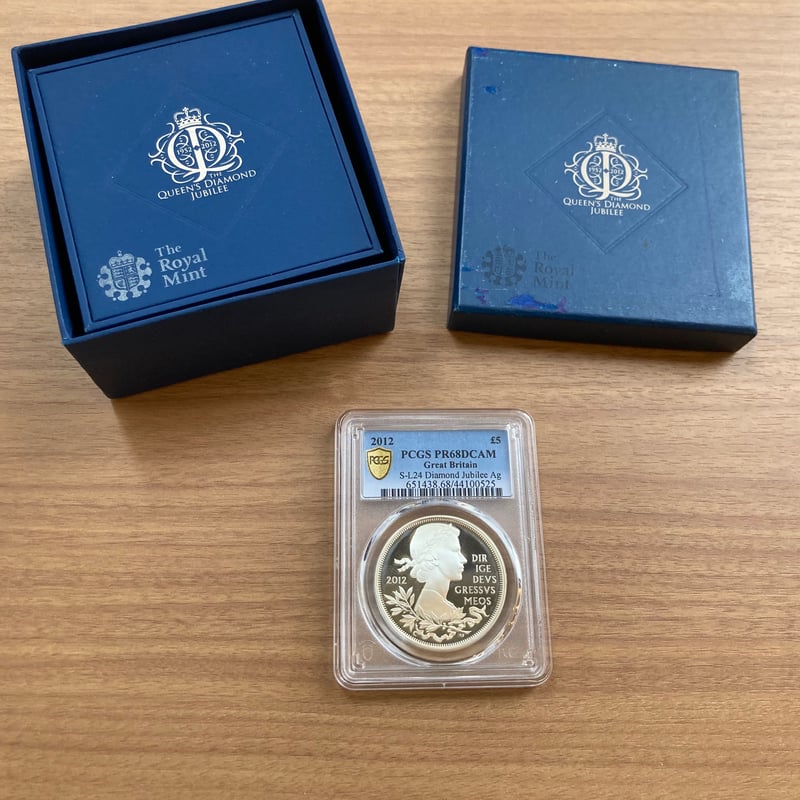 1952 2012
THE
QUEEN'S DIAMOND
JUBILEE
The
Royal
Mint
1952 2012
THE
QUEEN'S DIAMOND
JUBILEE
The
Royal
Mint
2012 £5
PCGS
PCGS PR68DCAM
Great Britain
S-L24 Diamond Jubilee Ag
651438.68/44100525
2012
DIR
IGE
DEVS
GRESSVS
MEOS